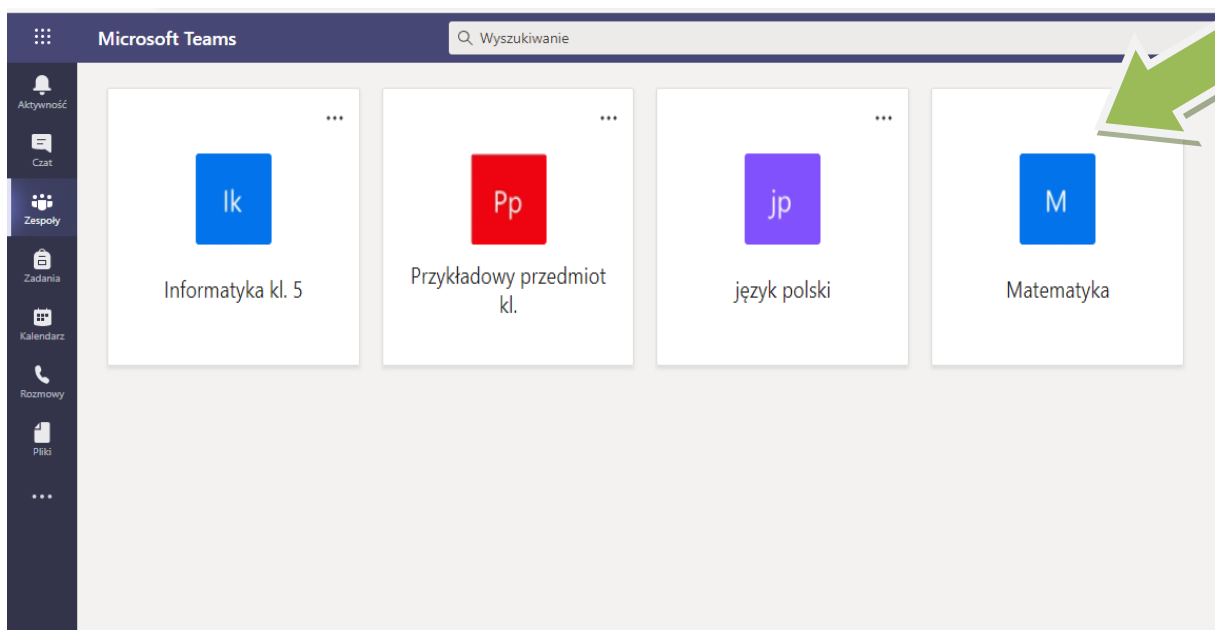 Microsoft Teams
Wyszukiwanie
Aktywność
Czat
Zespoły
Zadania
Kalendarz
Rozmowy
Pliki
Ik
Informatyka kl. 5
Pp
Przykładowy przedmiot
kl.
jp
język polski
M
Matematyka